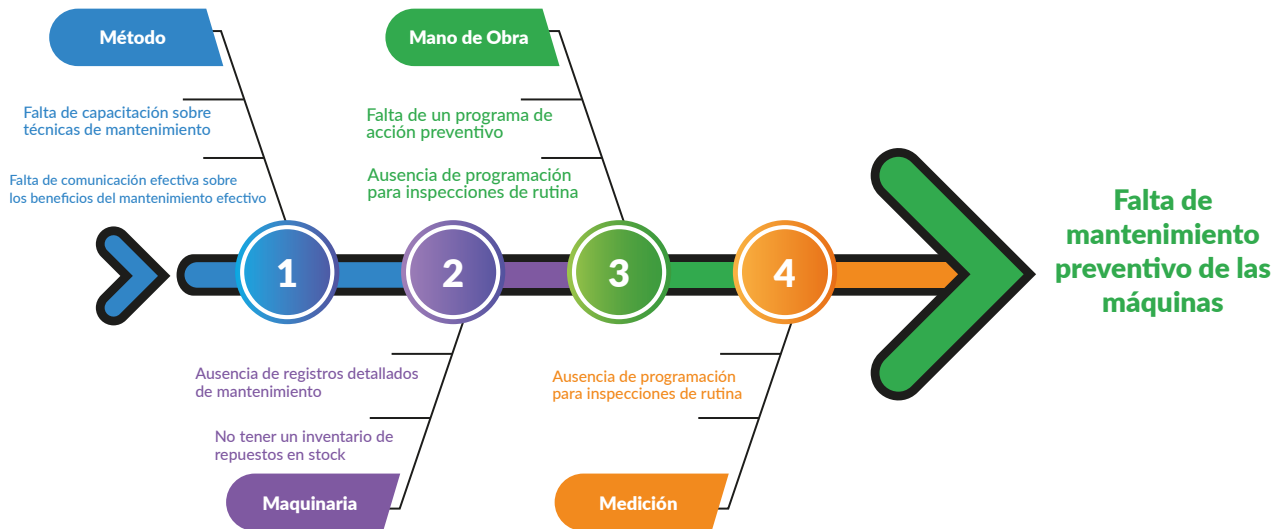 Método
Falta de capacitación sobre
técnicas de mantenimiento
Falta de comunicación efectiva sobre
los beneficios del mantenimiento efectivo
Mano de Obra
Falta de un programa de
acción preventivo
Ausencia de programación
para inspecciones de rutina
1
2
3
4
Falta de
mantenimiento
preventivo de las
máquinas
Ausencia de registros detallados
de mantenimiento
No tener un inventario de
repuestos en stock
Maquinaria
Ausencia de programación
para inspecciones de rutina
Medición